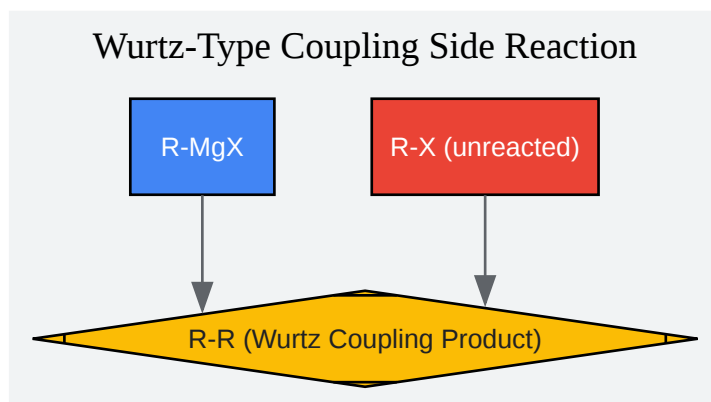 Wurtz-Type Coupling Side Reaction
R-MgX
R-X (unreacted)
R-R (Wurtz Coupling Product)